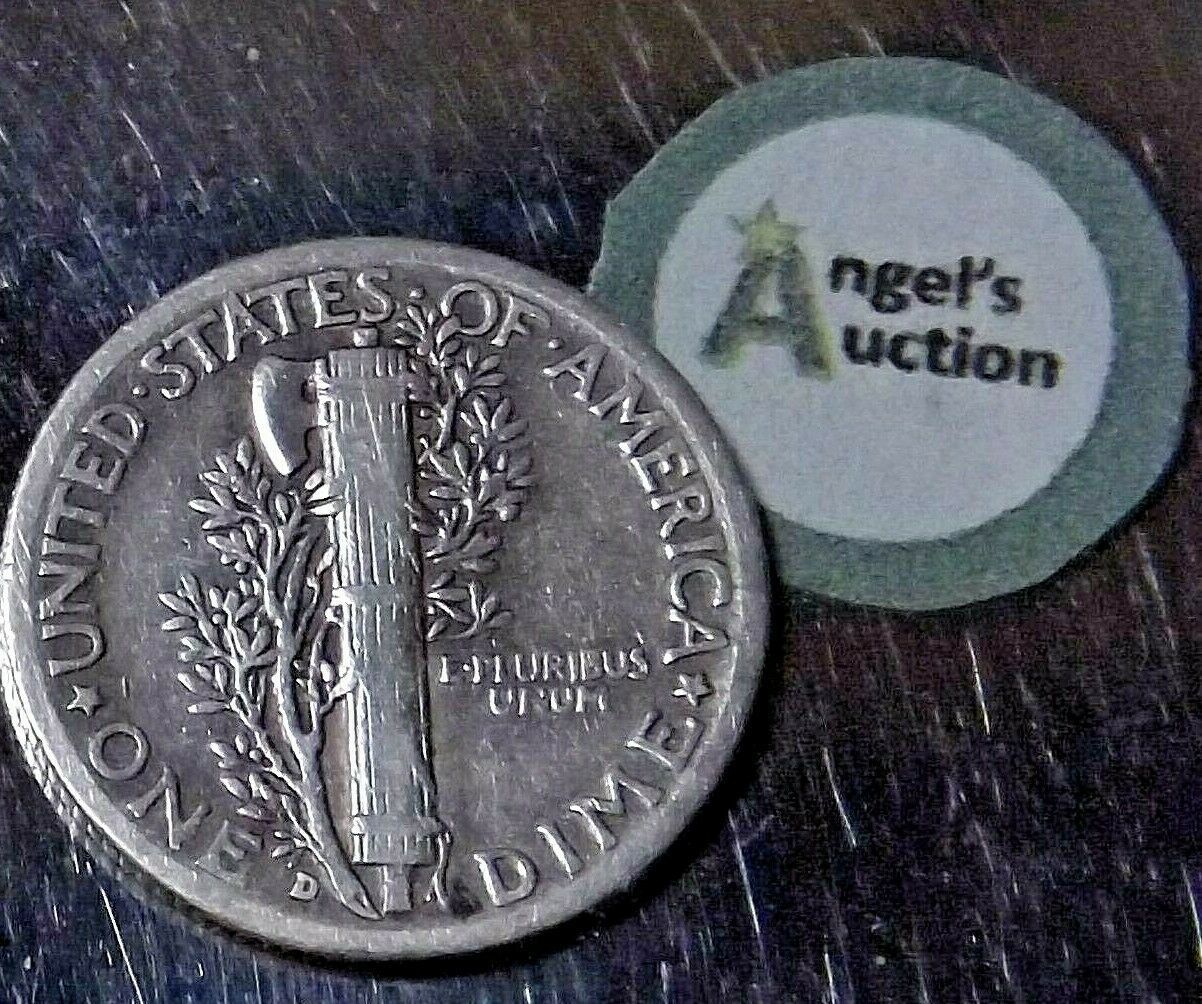 UNITED·STATES·OF·AMERICA
E·PLURIBUS
UNUM
ONE DIME
D
Angel's
Auction